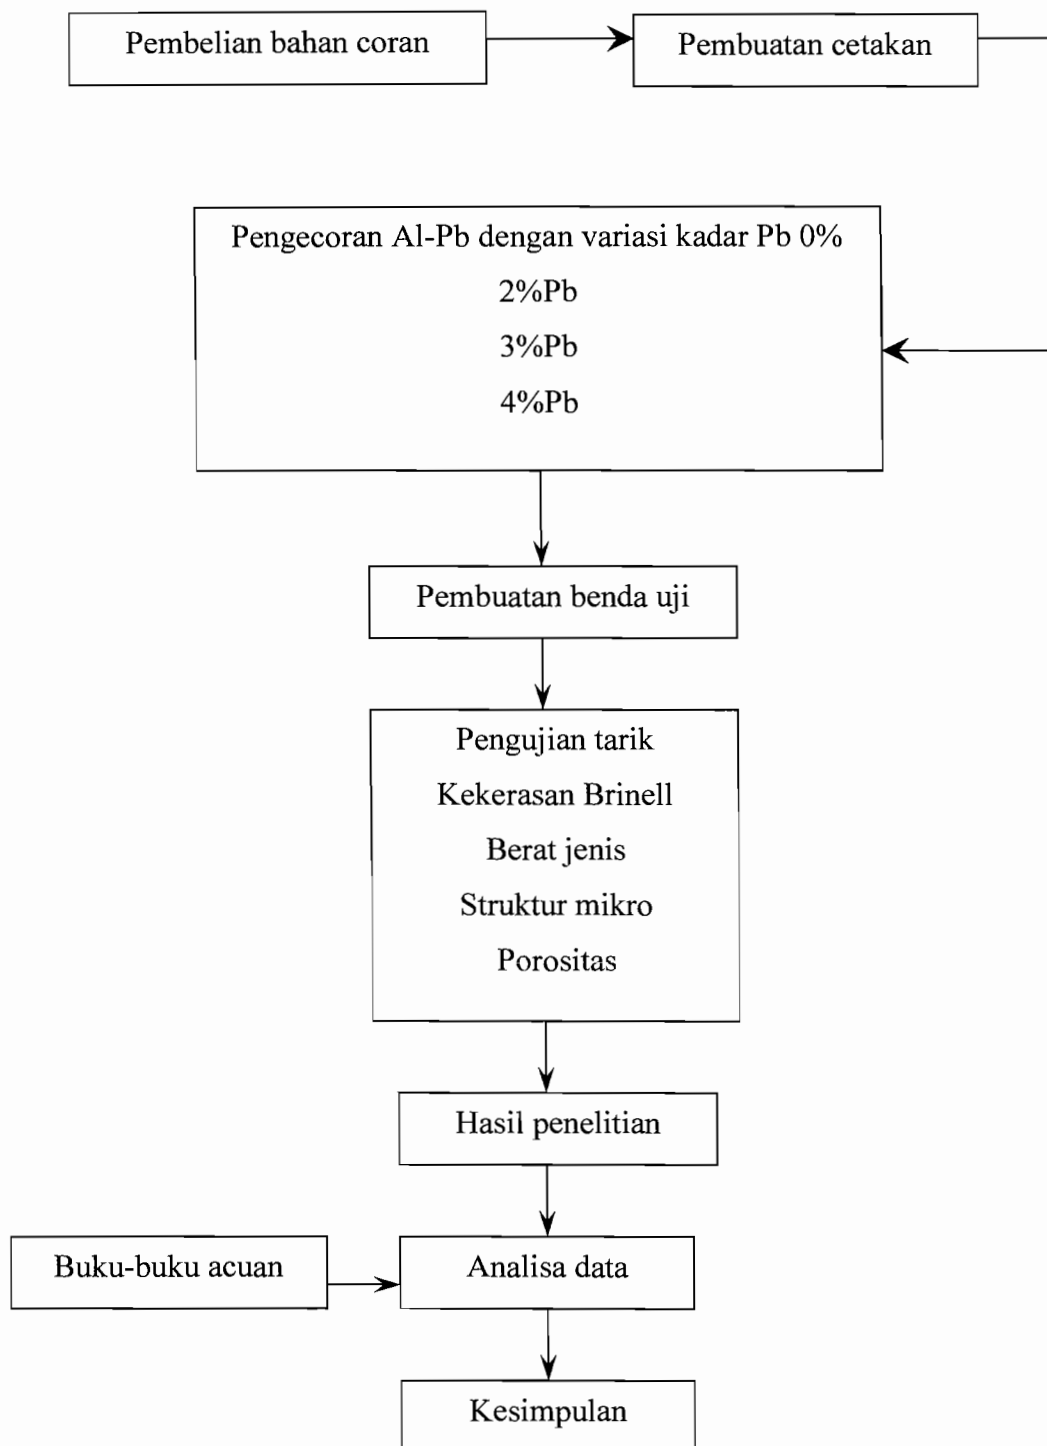 Pembelian bahan coran
Pembuatan cetakan
Pengecoran Al-Pb dengan variasi kadar Pb 0%
2%Pb
3%Pb
4%Pb
Pembuatan benda uji
Pengujian tarik
Kekerasan Brinell
Berat jenis
Struktur mikro
Porositas
Hasil penelitian
Buku-buku acuan
Analisa data
Kesimpulan